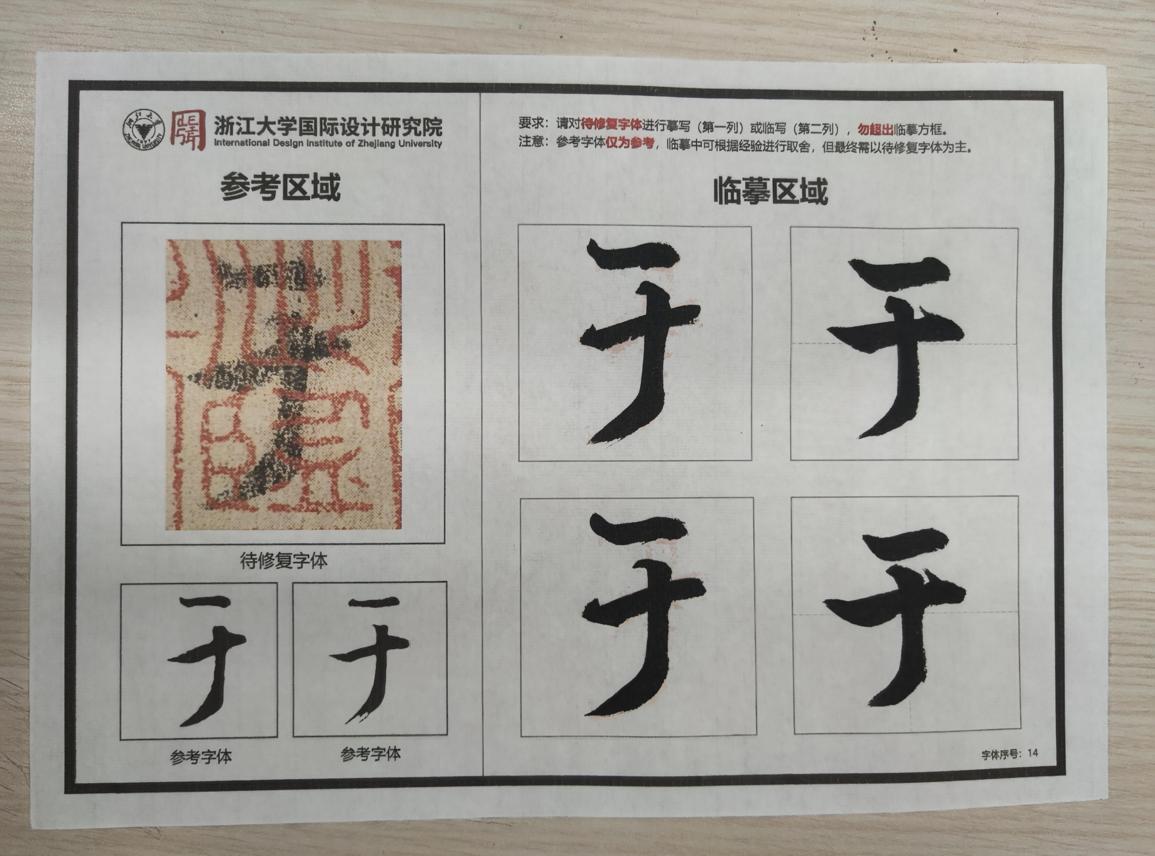 浙江大学国际设计研究院
International Design Institute of Zhejiang University
参考区域
待修复字体
于 于
参考字体 参考字体
要求：请对待修复字体进行摹写（第一列）或临写（第二列），勿超出临摹方框。
注意：参考字体仅为参考，临摹中可根据经验进行取舍，但最终需以待修复字体为主。
临摹区域
于 于
于 于
字体序号：14